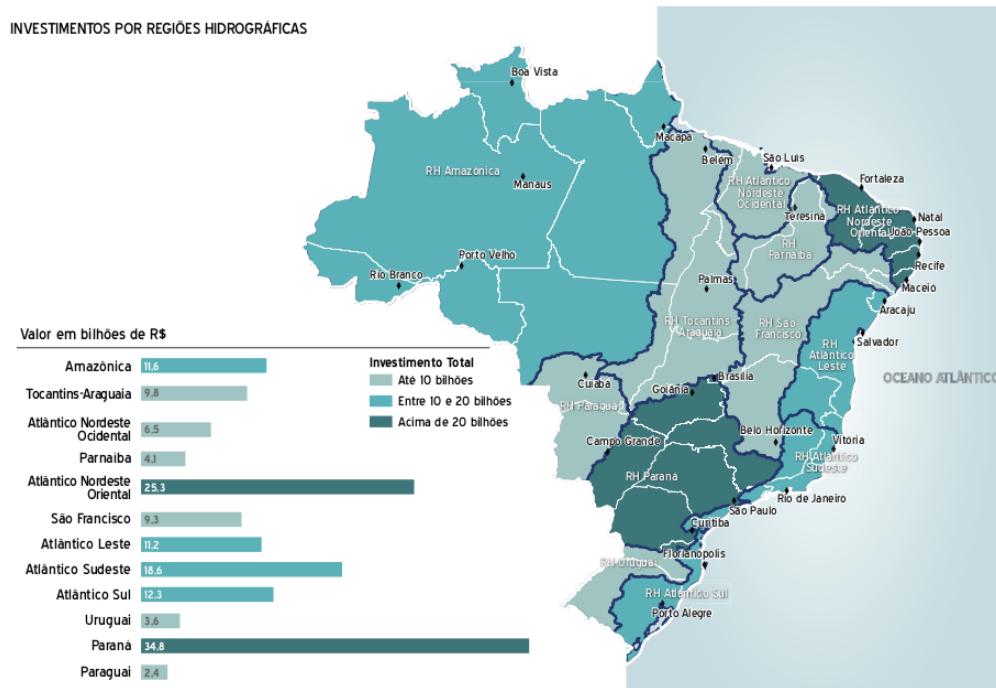 INVESTIMENTOS POR REGIÕES HIDROGRÁFICAS
Boa Vista
Macapá
Belém
São Luis
RH Amazônica
Manaus
RH Atlântico
Nordeste
Ocidental
Fortaleza
Teresina
RH Atlântico
Nordeste
Oriental
Natal
João Pessoa
RH
Parnaíba
Porto Velho
Recife
Rio Branco
Palmas
Maceio
Aracaju
RH Tocantins
Araguaia
RH São
Francisco
Salvador
RH
Atlântico
Leste
OCEANO ATLÂNTICO
Cuiabá
Brasília
Goiânia
RH Paraguai
Campo Grande
Belo Horizonte
Vitória
RH Atlântico
Sudeste
RH Paraná
Rio de Janeiro
São Paulo
Curitiba
Florianopolis
RH Uruguai
RH Atlântico Sul
Porto Alegre
Valor em bilhões de R$
Amazônica 11,6
Tocantins-Araguaia 9,8
Atlântico Nordeste
Ocidental 6,5
Parnaíba 4,1
Atlântico Nordeste
Oriental 25,3
São Francisco 9,3
Atlântico Leste 11,2
Atlântico Sudeste 18,6
Atlântico Sul 12,3
Uruguai 3,6
Paraná 34,8
Paraguai 2,4
Investimento Total
Até 10 bilhões
Entre 10 e 20 bilhões
Acima de 20 bilhões